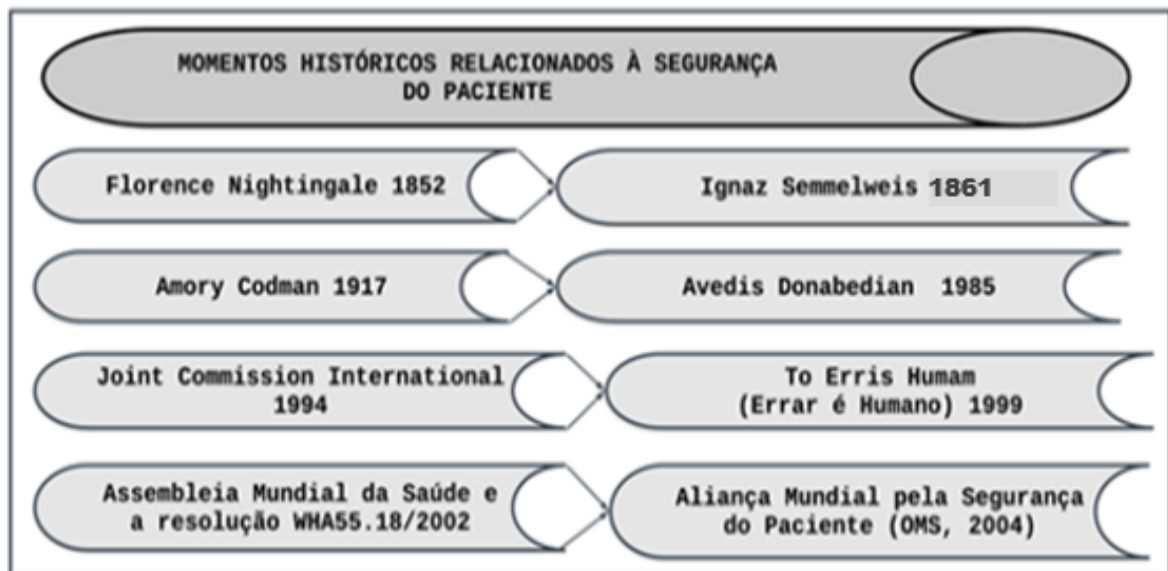 MOMENTOS HISTÓRICOS RELACIONADOS À SEGURANÇA
DO PACIENTE
Florence Nightingale 1852
Ignaz Semmelweis 1861
Amory Codman 1917
Avedis Donabedian 1985
Joint Commission International
1994
To Erris Humam
(Errar é Humano) 1999
Assembleia Mundial da Saúde e
a resolução WHA55.18/2002
Aliança Mundial pela Segurança
do Paciente (OMS, 2004)